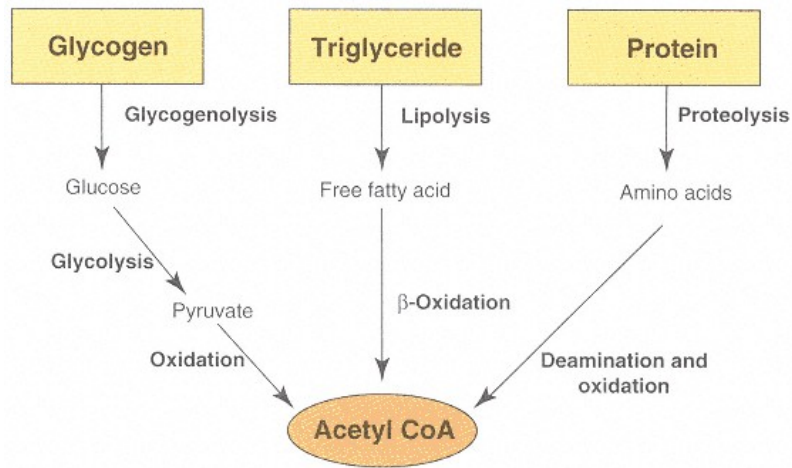 Glycogen
Triglyceride
Protein
Glycogenolysis
Lipolysis
Proteolysis
Glucose
Free fatty acid
Amino acids
Glycolysis
Pyruvate
β-Oxidation
Oxidation
Deamination and
oxidation
Acetyl CoA